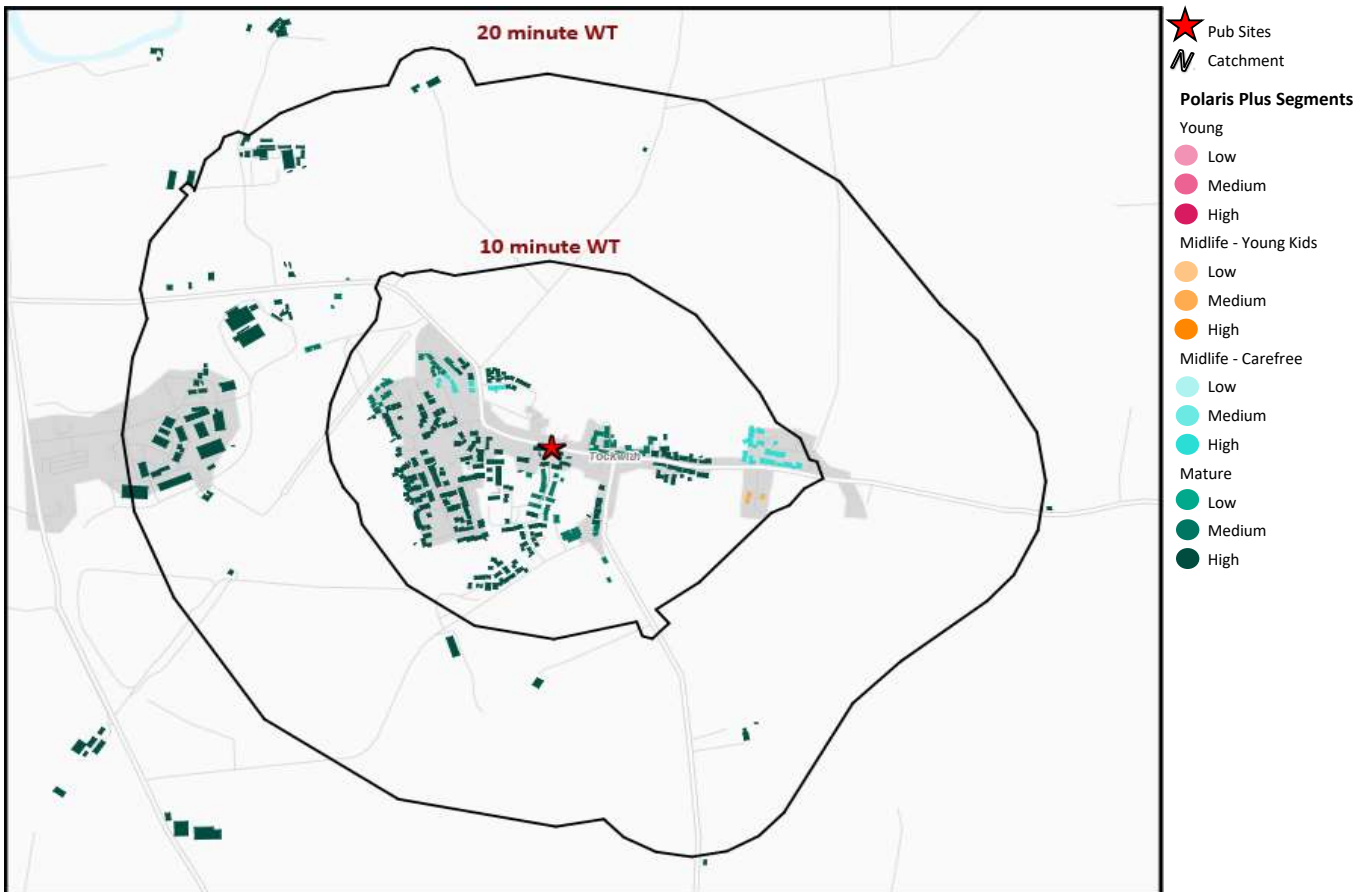 20 minute WT
10 minute WT
Tockwith
Pub Sites
Catchment
Polaris Plus Segments
Young
Low
Medium
High
Midlife - Young Kids
Low
Medium
High
Midlife - Carefree
Low
Medium
High
Mature
Low
Medium
High